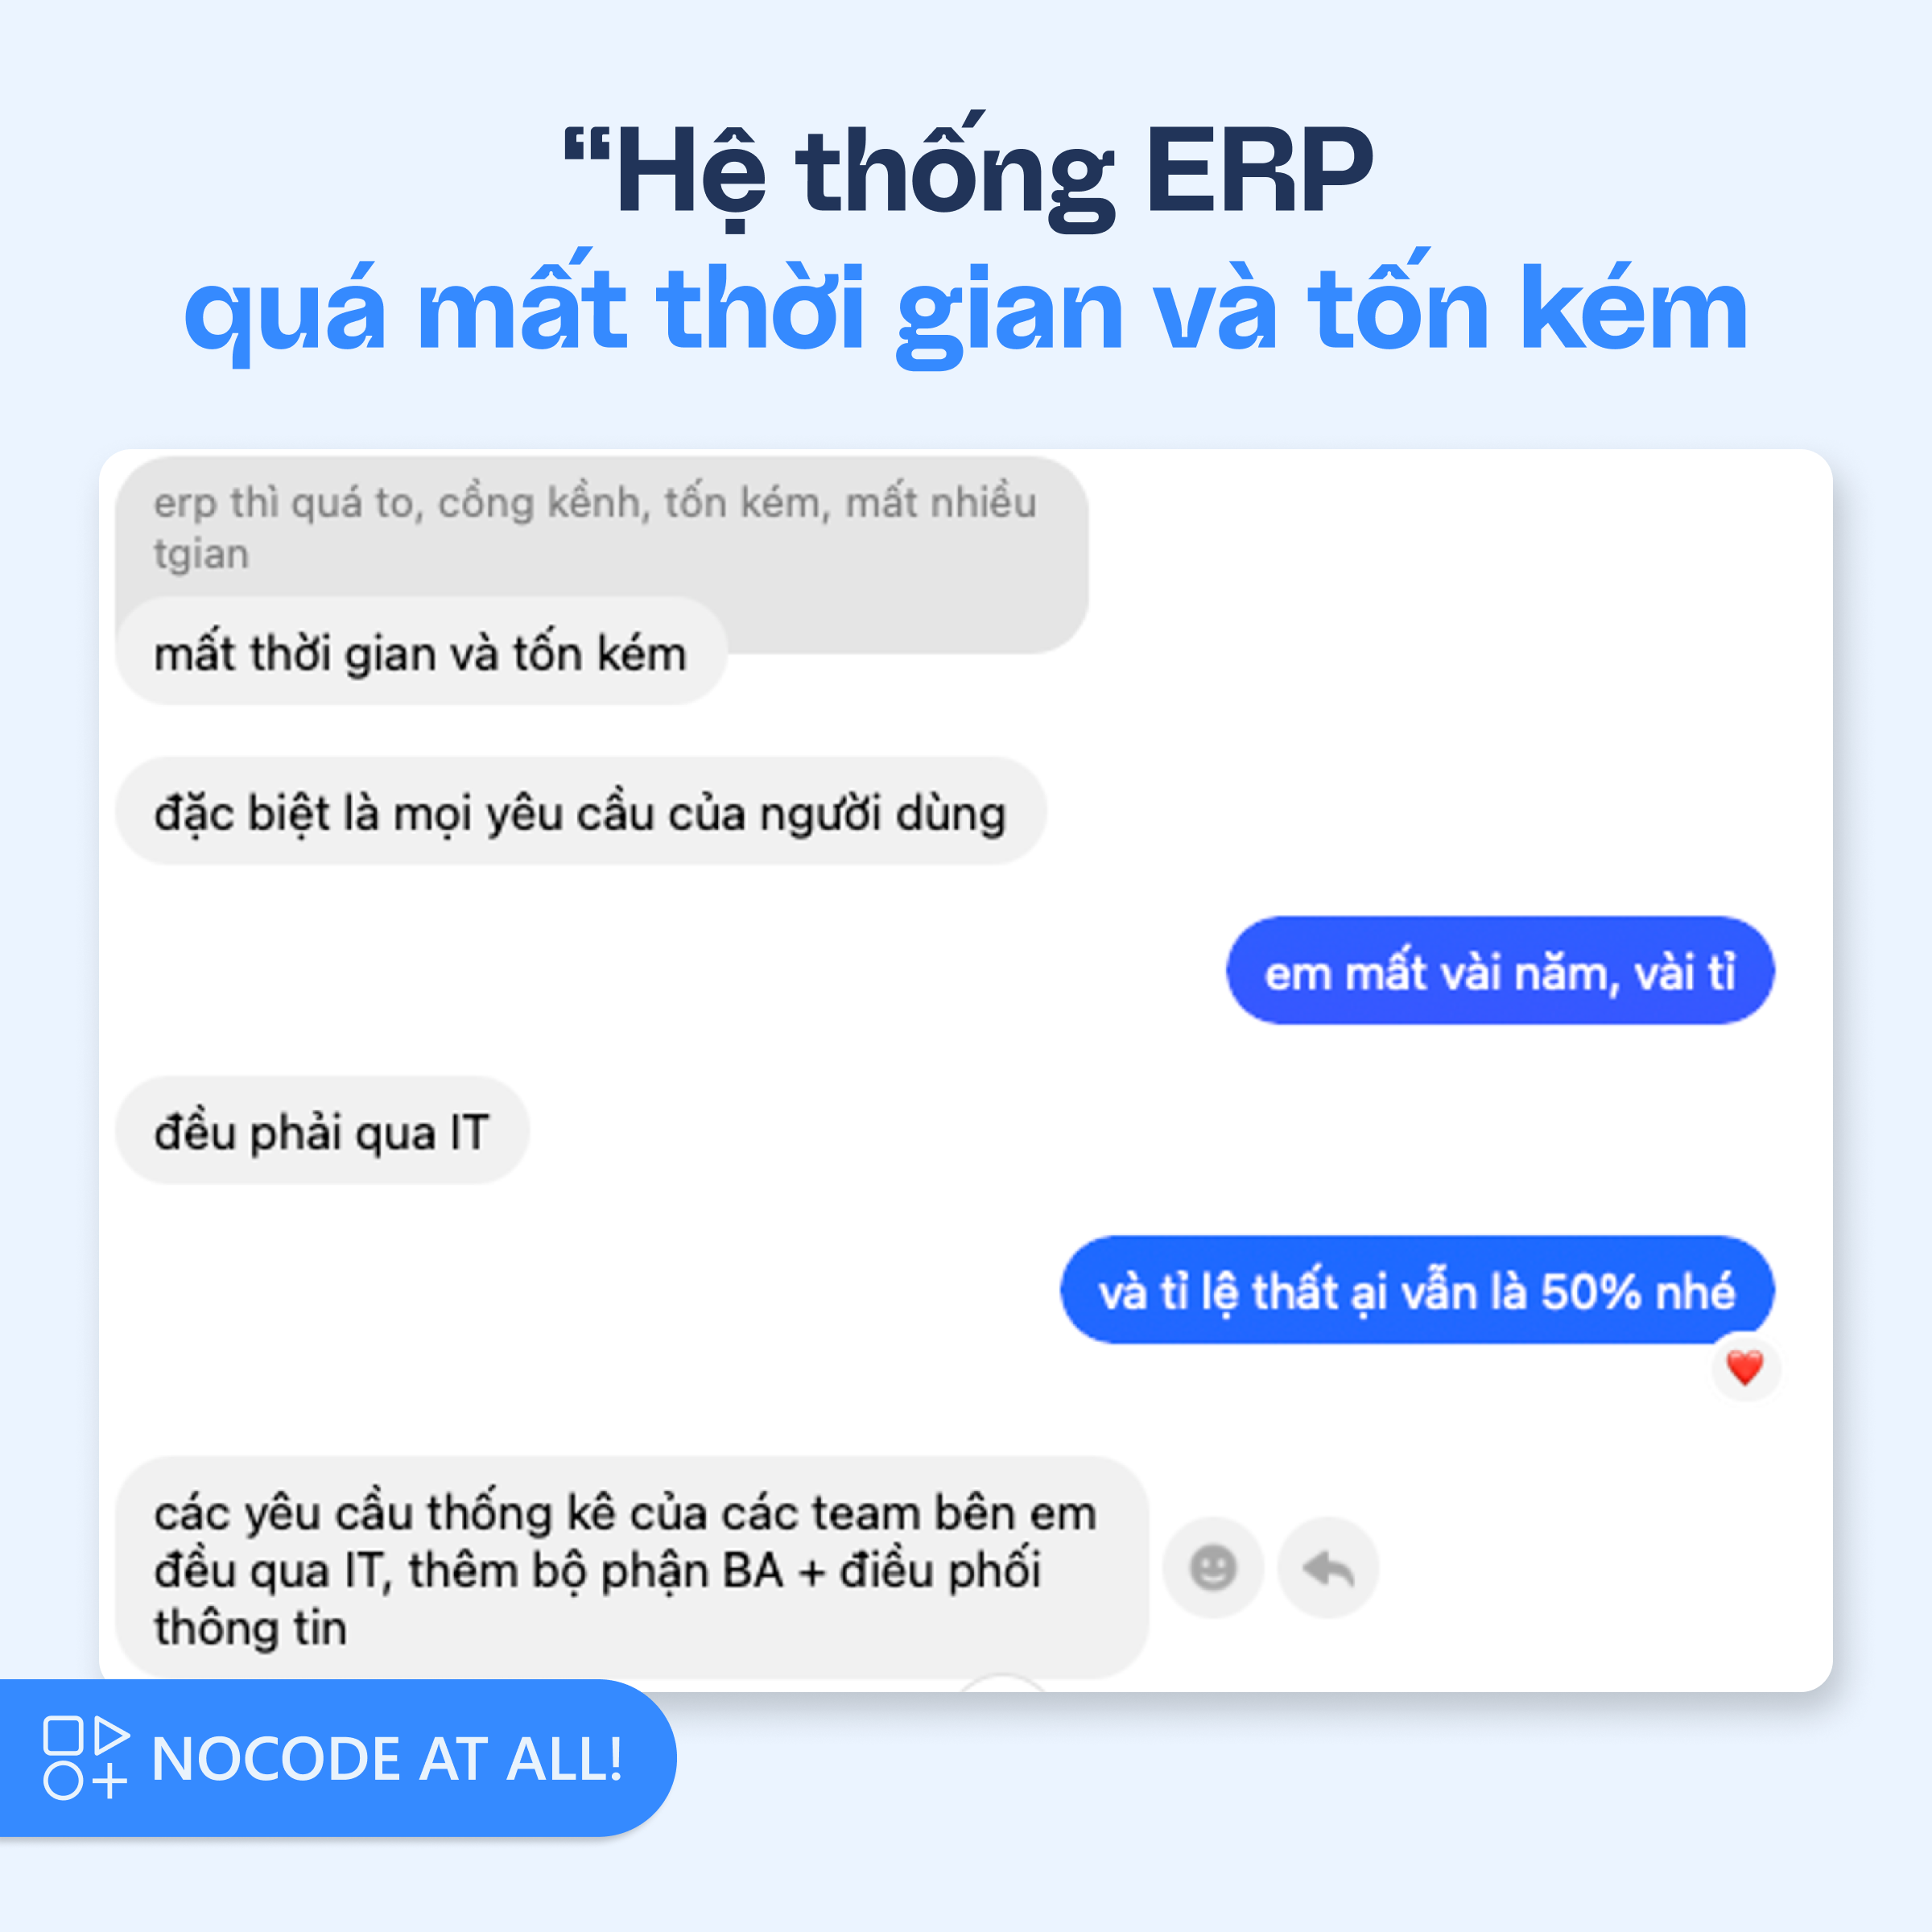 “Hệ thống ERP
quá mất thời gian và tốn kém
erp thì quá to, cồng kềnh, tốn kém, mất nhiều
tgian
mất thời gian và tốn kém
đặc biệt là mọi yêu cầu của người dùng
em mất vài năm, vài tỉ
đều phải qua IT
và tỉ lệ thất ại vẫn là 50% nhé
các yêu cầu thống kê của các team bên em
đều qua IT, thêm bộ phận BA + điều phối
thông tin
NOCODE AT ALL!